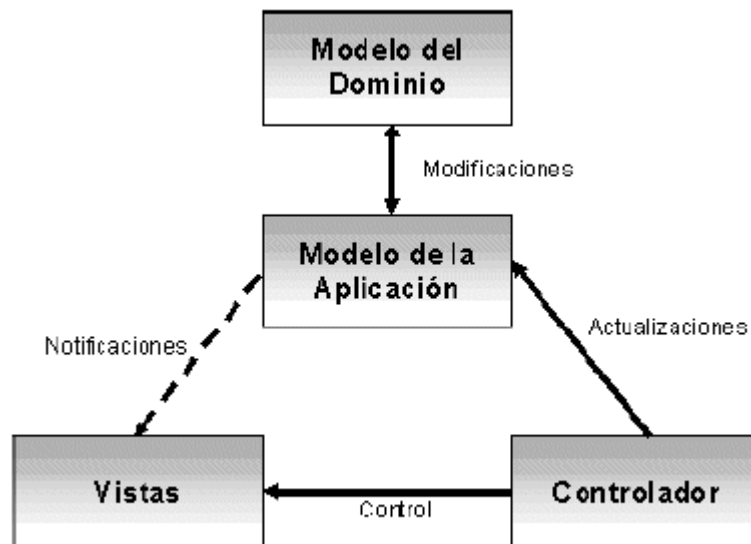 Modelo del
Dominio
Modificaciones
Modelo de la
Aplicación
Notificaciones
Actualizaciones
Vistas
Control
Controlador